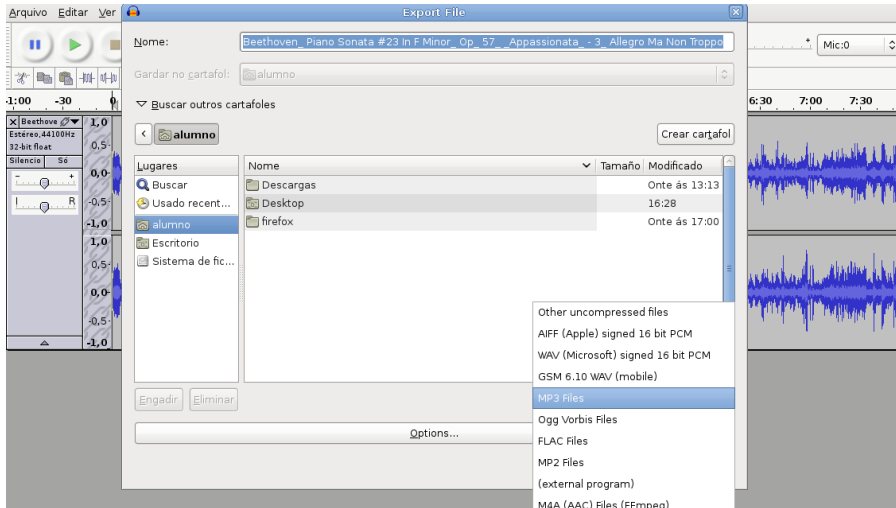 Arquivo Editar Ver
Export File
Nome: Beethoven_ Piano Sonata #23 In F Minor_ Op_ 57_ _Appassionata_ - 3_ Allegro Ma Non Troppo
Mic:0
Gardar no cartafol: alumno
-1:00 -30 0 6:30 7:00 7:30
Buscar outros cartafoles
alumno Crear cartafol
X Beethove 1,0
Estéreo,44100Hz
32-bit float 0,5
Silencio Só
0,0
- +
-0,5
L R
-1,0
1,0
0,5
0,0
-0,5
-1,0
Lugares
Buscar
Usado recent...
alumno
Escritorio
Sistema de fic...
Nome Tamaño Modificado
Descargas Onte ás 13:13
Desktop 16:28
firefox Onte ás 17:00
Engadir Eliminar
Options...
Other uncompressed files
AIFF (Apple) signed 16 bit PCM
WAV (Microsoft) signed 16 bit PCM
GSM 6.10 WAV (mobile)
MP3 Files
Ogg Vorbis Files
FLAC Files
MP2 Files
(external program)
M4A (AAC) Files (FFmpeg)